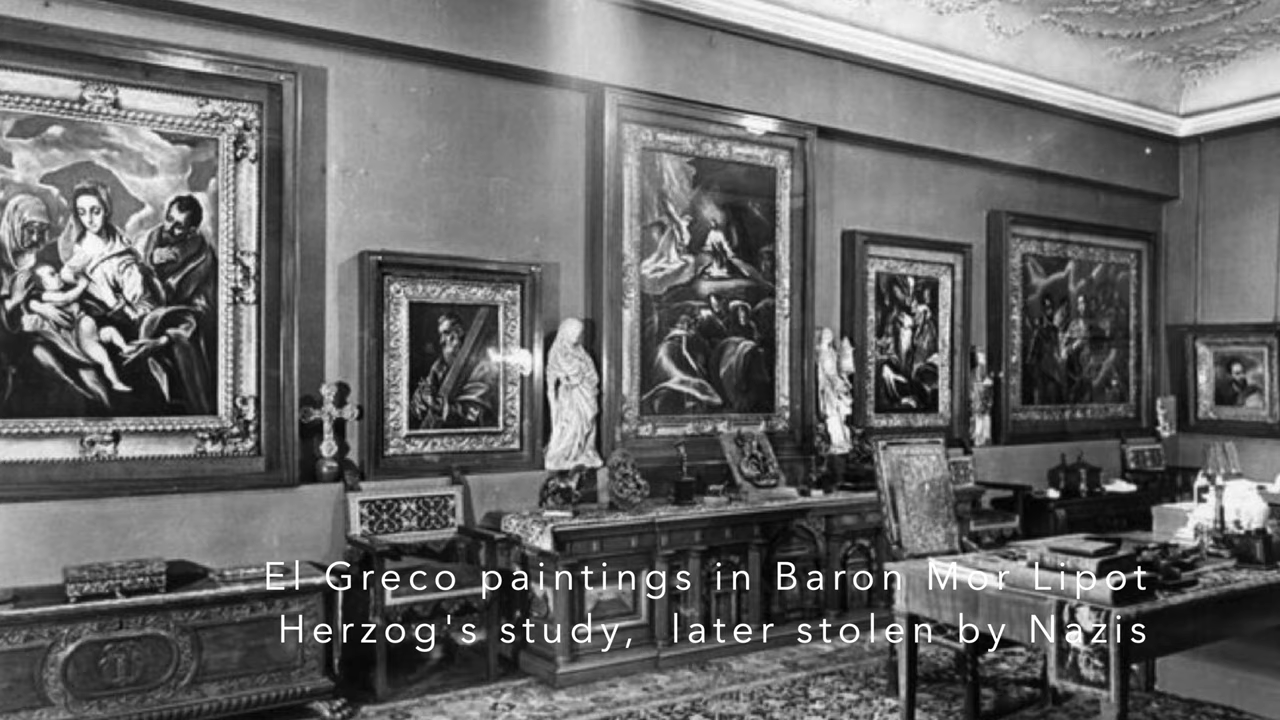 El Greco paintings in Baron Mor Lipot
Herzog's study,  later stolen by Nazis